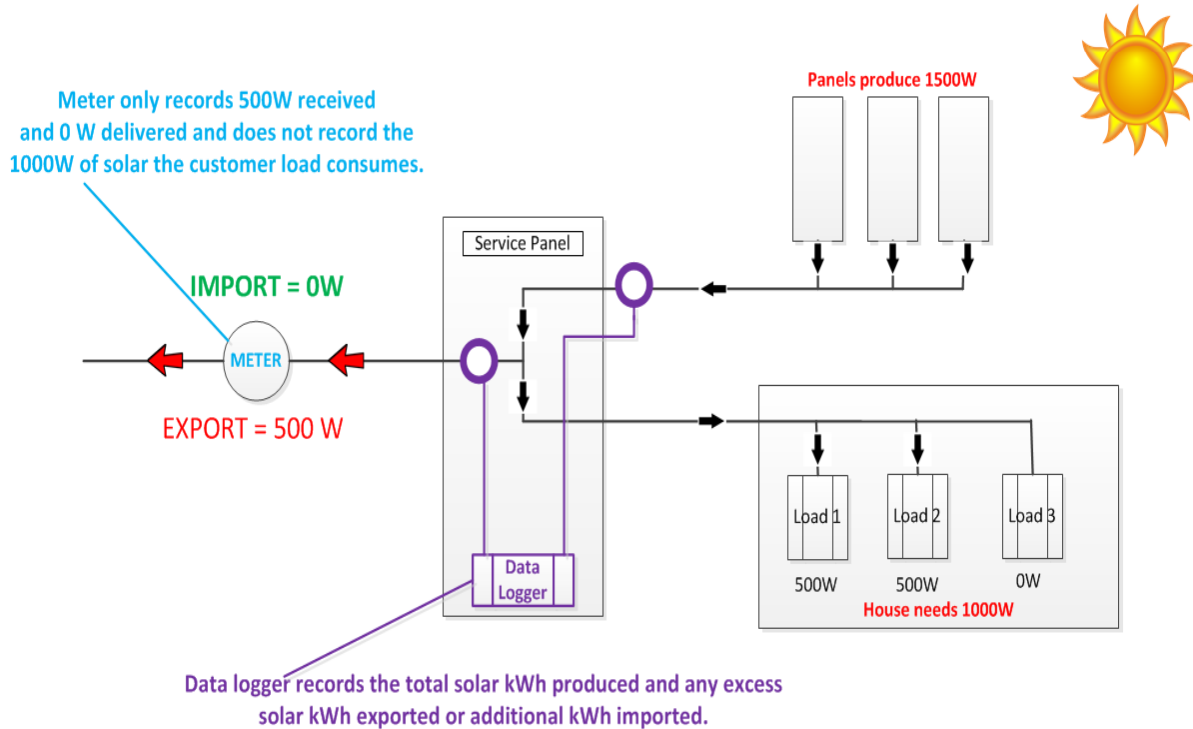 Panels produce 1500W
Meter only records 500W received
and 0 W delivered and does not record the
1000W of solar the customer load consumes.
Service Panel
IMPORT = 0W
METER
EXPORT = 500 W
Load 1
Load 2
Load 3
500W
500W
0W
House needs 1000W
Data
Logger
Data logger records the total solar kWh produced and any excess
solar kWh exported or additional kWh imported.